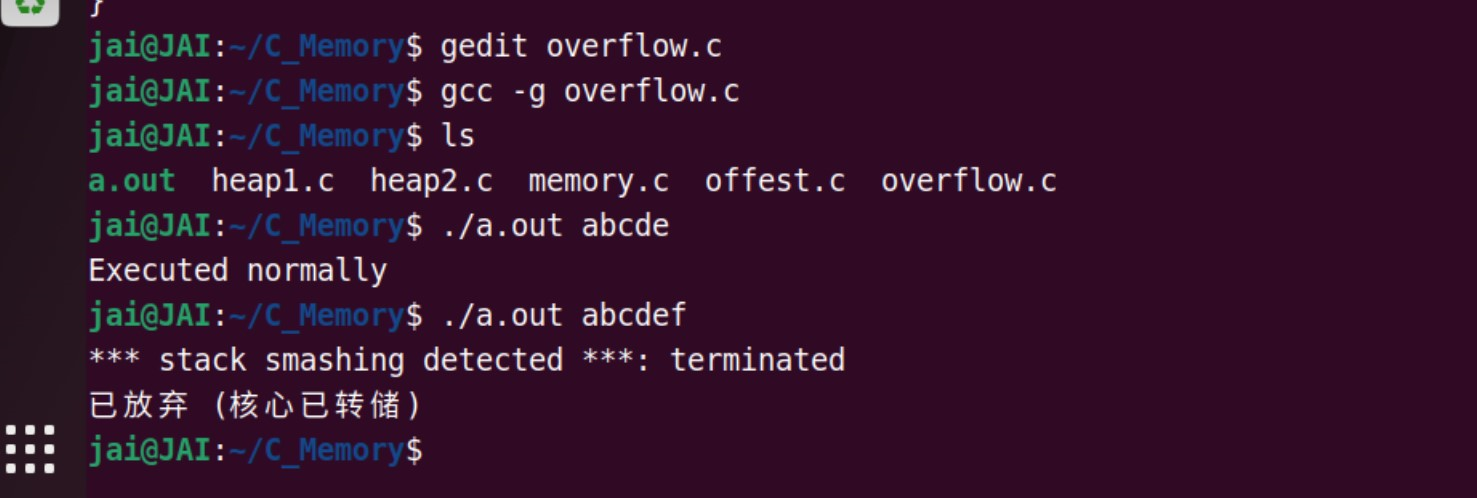 }
jai@JAI:~/C_Memory$ gedit overflow.c
jai@JAI:~/C_Memory$ gcc -g overflow.c
jai@JAI:~/C_Memory$ ls
a.out  heap1.c  heap2.c  memory.c  offest.c  overflow.c
jai@JAI:~/C_Memory$ ./a.out abcde
Executed normally
jai@JAI:~/C_Memory$ ./a.out abcdef
*** stack smashing detected ***: terminated
已放弃 (核心已转储)
jai@JAI:~/C_Memory$